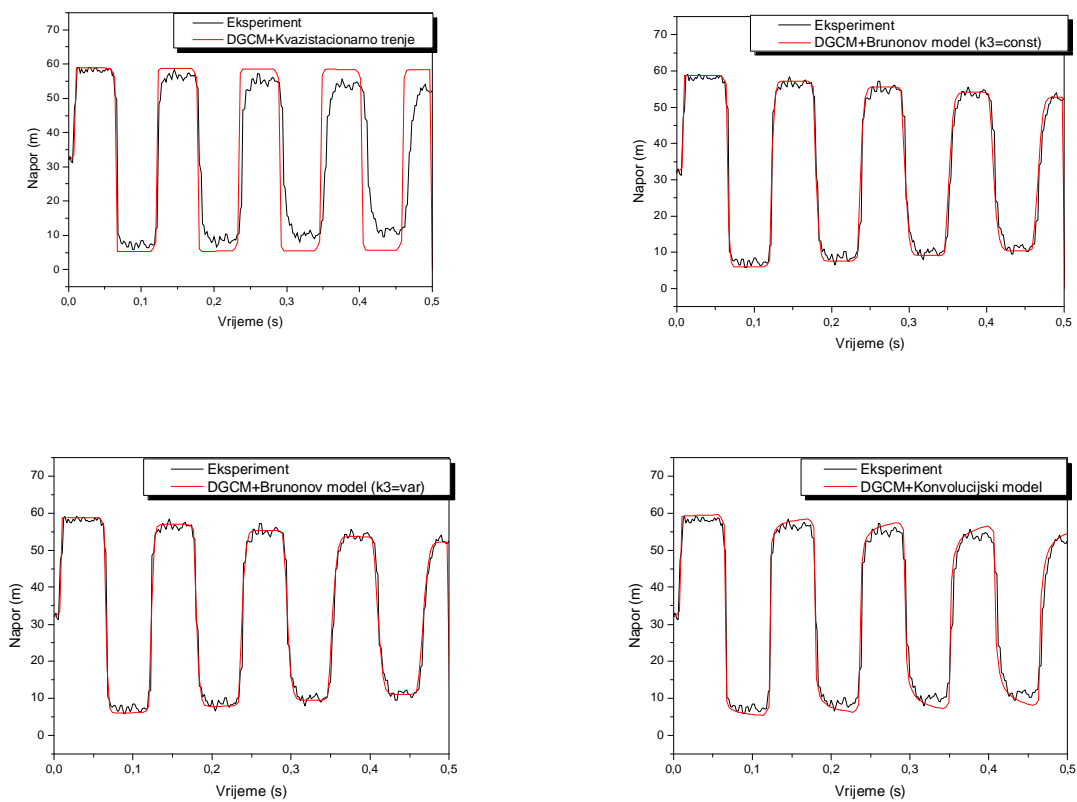 Eksperiment
DGCM+Kvazistacionarno trenje
Napor (m)
70
60
50
40
30
20
10
0
0,0 0,1 0,2 0,3 0,4 0,5
Vrijeme (s)
Eksperiment
DGCM+Brunonov model (k3=const)
Napor (m)
70
60
50
40
30
20
10
0
0,0 0,1 0,2 0,3 0,4 0,5
Vrijeme (s)
Eksperiment
DGCM+Brunonov model (k3=var)
Napor (m)
70
60
50
40
30
20
10
0
0,0 0,1 0,2 0,3 0,4 0,5
Vrijeme (s)
Eksperiment
DGCM+Konvolucijski model
Napor (m)
70
60
50
40
30
20
10
0
0,0 0,1 0,2 0,3 0,4 0,5
Vrijeme (s)